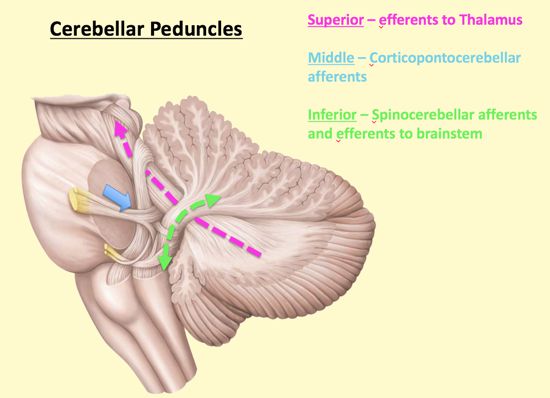 Cerebellar Peduncles
Superior – efferents to Thalamus
Middle – Corticopontocerebellar
afferents
Inferior – Spinocerebellar afferents
and efferents to brainstem